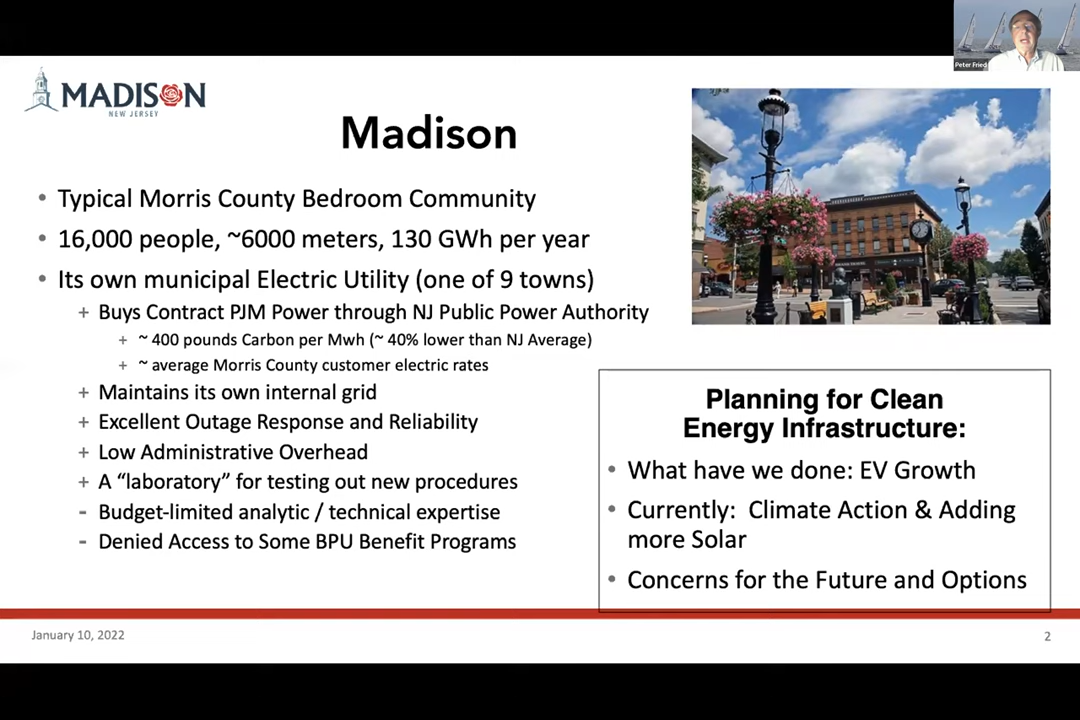 MADISON
NEW JERSEY
Madison
• Typical Morris County Bedroom Community
• 16,000 people, ~6000 meters, 130 GWh per year
• Its own municipal Electric Utility (one of 9 towns)
+ Buys Contract PJM Power through NJ Public Power Authority
+ ~ 400 pounds Carbon per Mwh (~ 40% lower than NJ Average)
+ ~ average Morris County customer electric rates
+ Maintains its own internal grid
+ Excellent Outage Response and Reliability
+ Low Administrative Overhead
+ A “laboratory” for testing out new procedures
- Budget-limited analytic / technical expertise
- Denied Access to Some BPU Benefit Programs
Peter Fried
Planning for Clean
Energy Infrastructure:
• What have we done: EV Growth
• Currently:  Climate Action & Adding
more Solar
• Concerns for the Future and Options
January 10, 2022
2